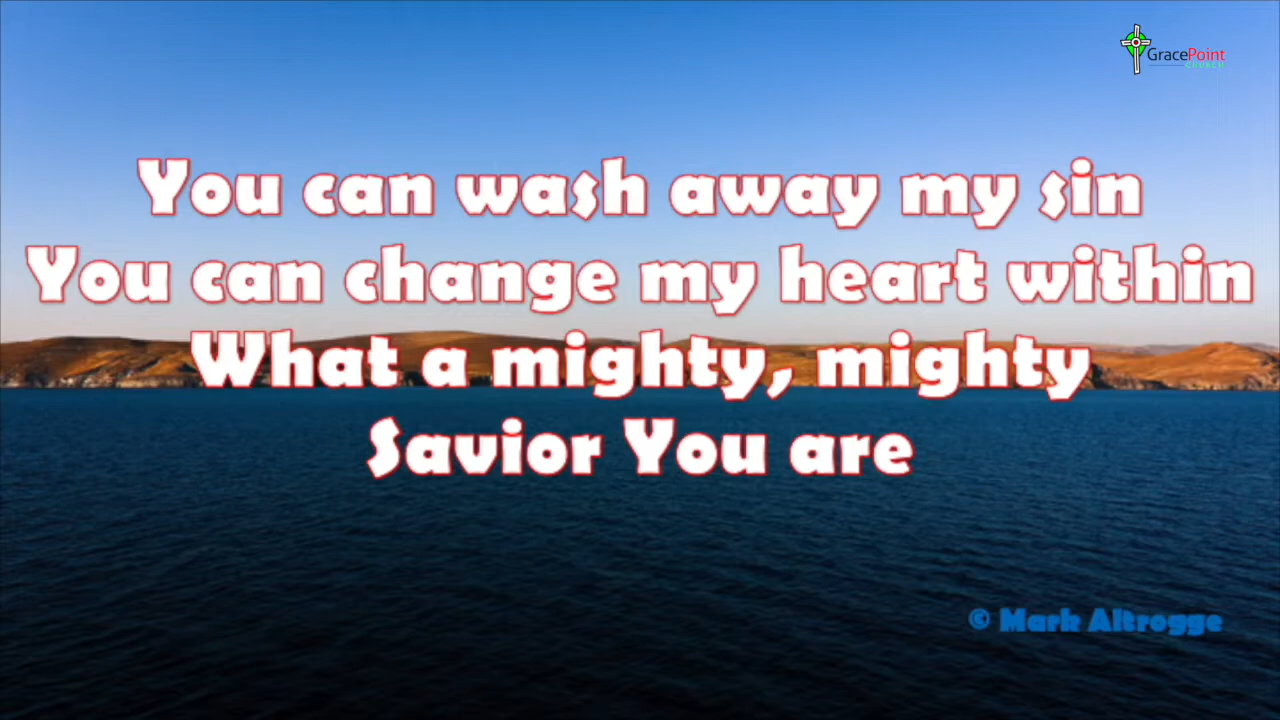 GracePoint
CHURCH
You can wash away my sin
You can change my heart within
What a mighty, mighty
Savior You are
© Mark Altrogge